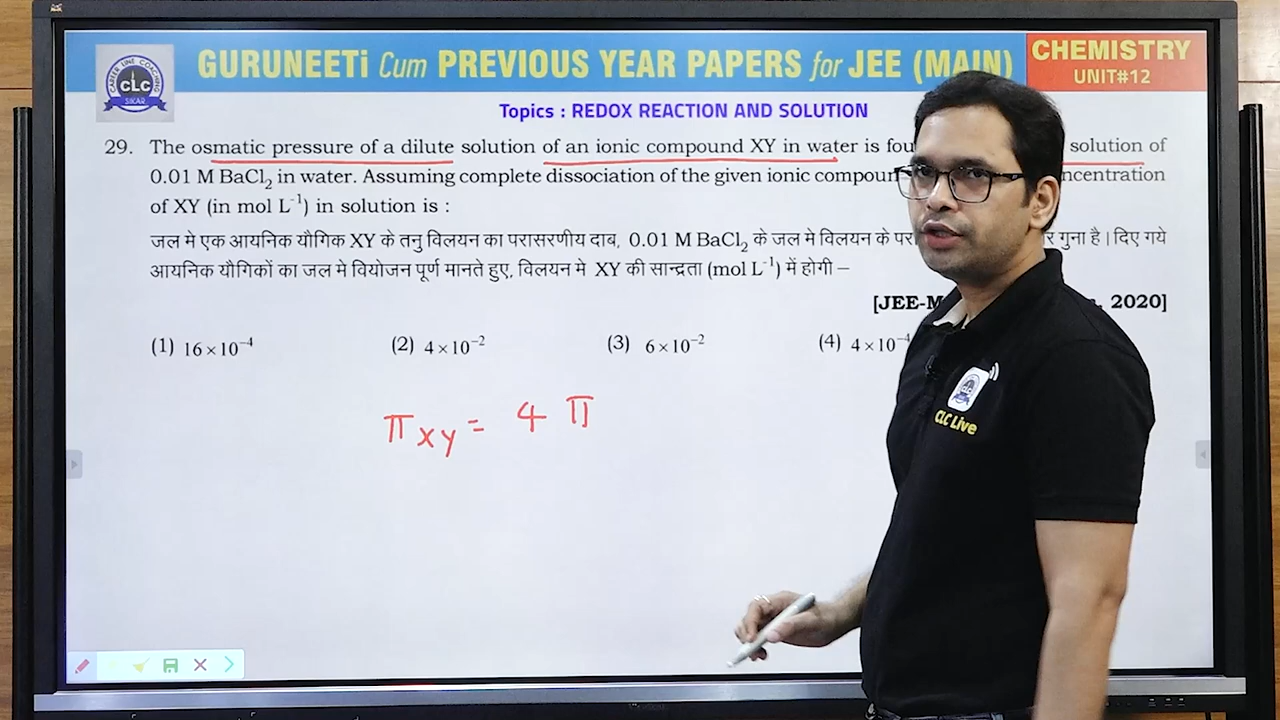 GURUNEETi Cum PREVIOUS YEAR PAPERS for JEE (MAIN)
CHEMISTRY
UNIT#12
CLC
SIKAR
Topics : REDOX REACTION AND SOLUTION
29. The osmatic pressure of a dilute solution of an ionic compound XY in water is fou solution of
0.01 M BaCl₂ in water. Assuming complete dissociation of the given ionic compoun ncentration
of XY (in mol L⁻¹) in solution is :
जल मे एक आयनिक यौगिक XY के तनु विलयन का परासरणीय दाब, 0.01 M BaCl₂ के जल मे विलयन के पर र गुना है। दिए गये
आयनिक यौगिकों का जल मे वियोजन पूर्ण मानते हुए, विलयन मे XY की सान्द्रता (mol L⁻¹) में होगी –
[JEE-M , 2020]
(1) 16×10⁻⁴ (2) 4×10⁻² (3) 6×10⁻² (4) 4×10⁻⁴
π XY = 4 π
CLC Live